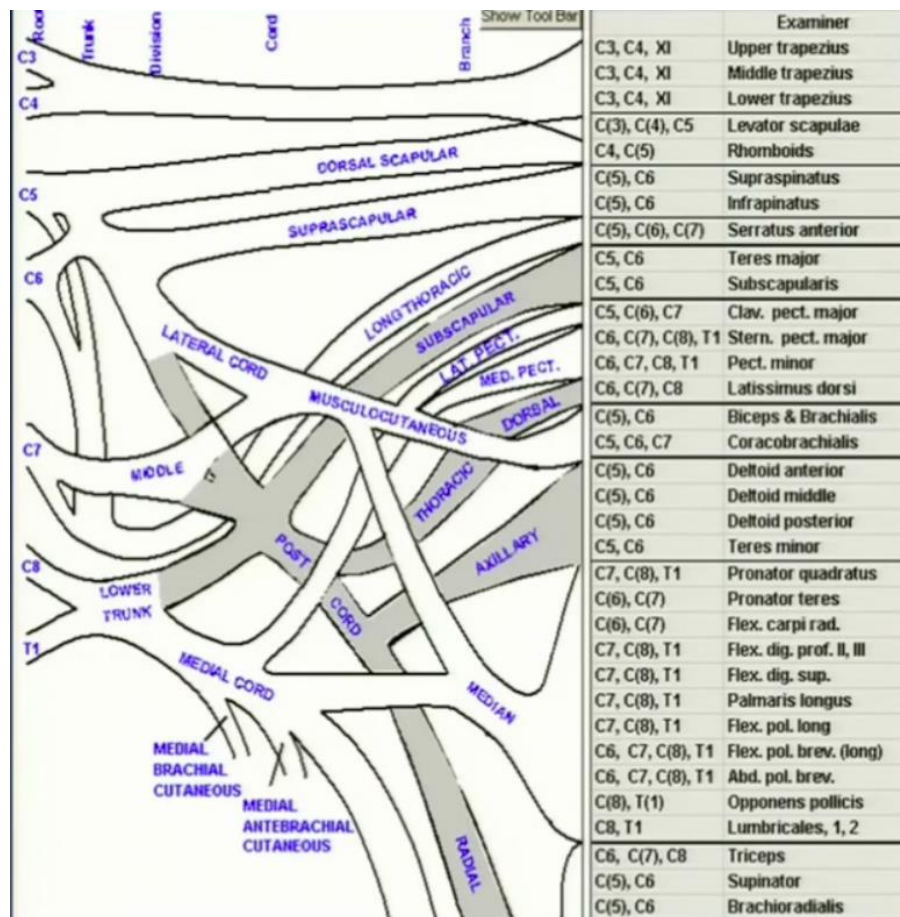 Show Tool Bar
Root
Trunk
Division
Cord
Branch
C3
C4
C5
C6
C7
C8
T1
DORSAL SCAPULAR
SUPRASCAPULAR
LONG THORACIC
SUBSCAPULAR
LAT. PECT.
MED. PECT.
LATERAL CORD
MUSCULOCUTANEOUS
DORSAL
THORACIC
MIDDLE
POST
CORD
AXILLARY
LOWER
TRUNK
MEDIAL CORD
MEDIAN
MEDIAL
BRACHIAL
CUTANEOUS
MEDIAL
ANTEBRACHIAL
CUTANEOUS
RADIAL
Examiner
C3, C4, XI Upper trapezius
C3, C4, XI Middle trapezius
C3, C4, XI Lower trapezius
C(3), C(4), C5 Levator scapulae
C4, C(5) Rhomboids
C(5), C6 Supraspinatus
C(5), C6 Infrapinatus
C(5), C(6), C(7) Serratus anterior
C5, C6 Teres major
C5, C6 Subscapularis
C5, C(6), C7 Clav. pect. major
C6, C(7), C(8), T1 Stern. pect. major
C6, C7, C8, T1 Pect. minor
C6, C(7), C8 Latissimus dorsi
C(5), C6 Biceps & Brachialis
C5, C6, C7 Coracobrachialis
C(5), C6 Deltoid anterior
C(5), C6 Deltoid middle
C(5), C6 Deltoid posterior
C5, C6 Teres minor
C7, C(8), T1 Pronator quadratus
C(6), C(7) Pronator teres
C(6), C(7) Flex. carpi rad.
C7, C(8), T1 Flex. dig. prof. II, III
C7, C(8), T1 Flex. dig. sup.
C7, C(8), T1 Palmaris longus
C7, C(8), T1 Flex. pol. long
C6, C7, C(8), T1 Flex. pol. brev. (long)
C6, C7, C(8), T1 Abd. pol. brev.
C(8), T(1) Opponens pollicis
C8, T1 Lumbricales, 1, 2
C6, C(7), C8 Triceps
C(5), C6 Supinator
C(5), C6 Brachioradialis